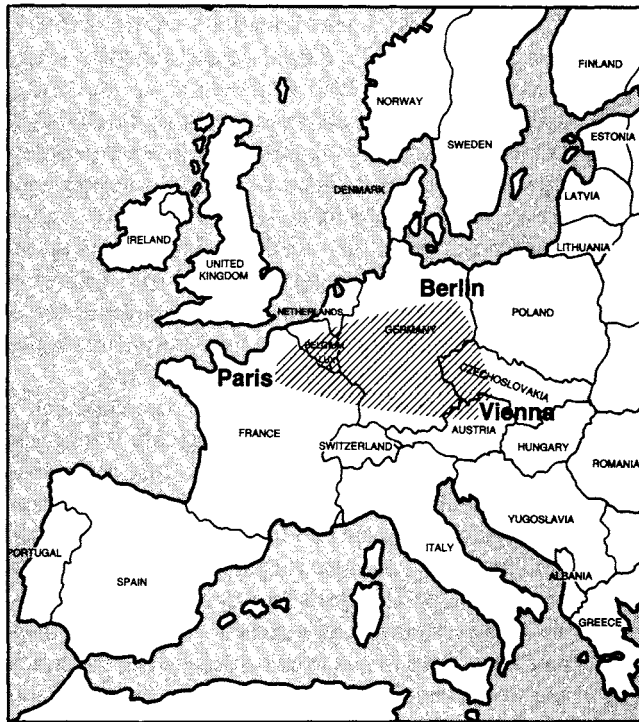 FINLAND
NORWAY
ESTONIA
SWEDEN
DENMARK
LATVIA
IRELAND
LITHUANIA
UNITED
KINGDOM
Berlin
NETHERLANDS
POLAND
GERMANY
BELGIUM
LUX
CZECHOSLOVAKIA
Paris
Vienna
FRANCE
AUSTRIA
SWITZERLAND
HUNGARY
ROMANIA
YUGOSLAVIA
PORTUGAL
ITALY
SPAIN
ALBANIA
GREECE